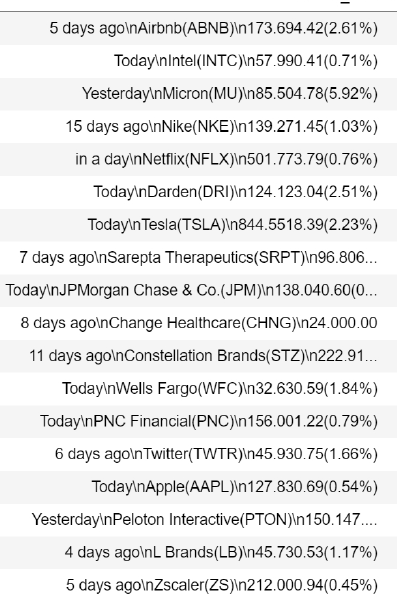 5 days ago\nAirbnb(ABNB)\n173.694.42(2.61%)
Today\nIntel(INTC)\n57.990.41(0.71%)
Yesterday\nMicron(MU)\n85.504.78(5.92%)
15 days ago\nNike(NKE)\n139.271.45(1.03%)
in a day\nNetflix(NFLX)\n501.773.79(0.76%)
Today\nDarden(DRI)\n124.123.04(2.51%)
Today\nTesla(TSLA)\n844.5518.39(2.23%)
7 days ago\nSarepta Therapeutics(SRPT)\n96.806...
Today\nJPMorgan Chase & Co.(JPM)\n138.040.60(0...
8 days ago\nChange Healthcare(CHNG)\n24.000.00
11 days ago\nConstellation Brands(STZ)\n222.91...
Today\nWells Fargo(WFC)\n32.630.59(1.84%)
Today\nPNC Financial(PNC)\n156.001.22(0.79%)
6 days ago\nTwitter(TWTR)\n45.930.75(1.66%)
Today\nApple(AAPL)\n127.830.69(0.54%)
Yesterday\nPeloton Interactive(PTON)\n150.147....
4 days ago\nL Brands(LB)\n45.730.53(1.17%)
5 days ago\nZscaler(ZS)\n212.000.94(0.45%)